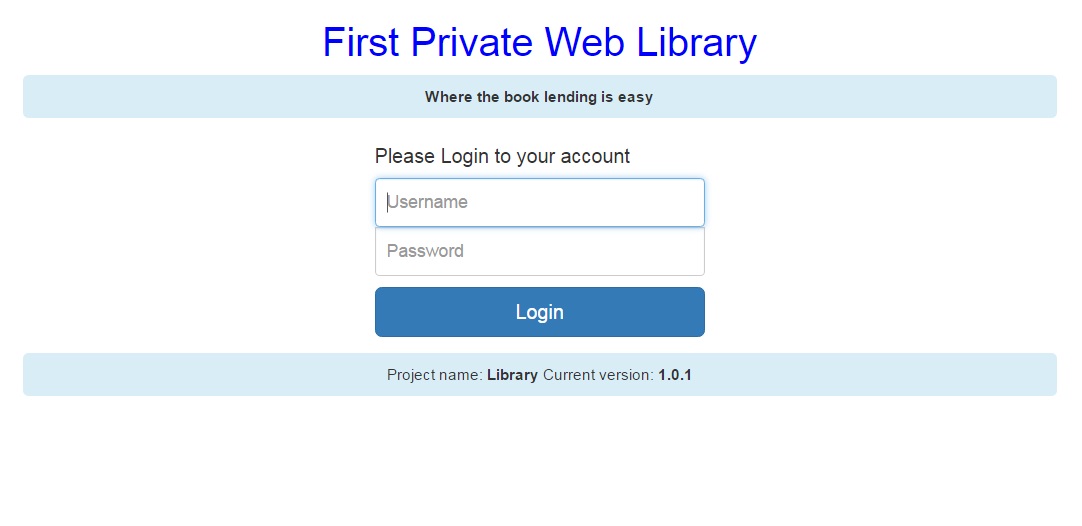 First Private Web Library
Where the book lending is easy
Please Login to your account
Username
Password
Login
Project name: Library Current version: 1.0.1